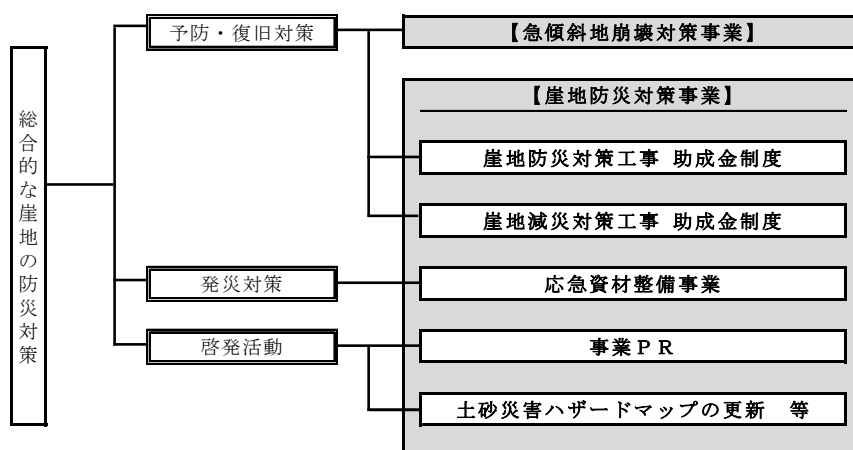 総合的な崖地の防災対策
予防・復旧対策
【急傾斜地崩壊対策事業】
【崖地防災対策事業】
崖地防災対策工事 助成金制度
崖地減災対策工事 助成金制度
発災対策
応急資材整備事業
啓発活動
事業ＰＲ
土砂災害ハザードマップの更新　等